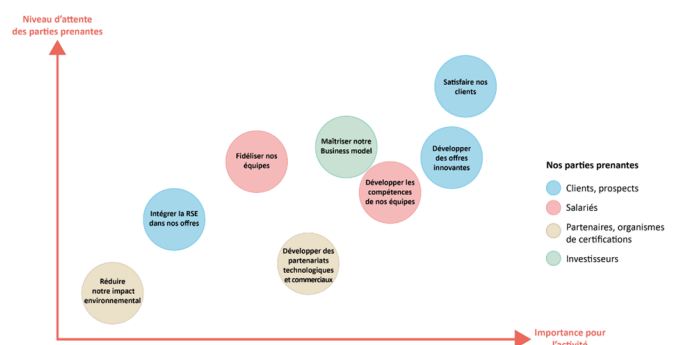 Niveau d'attente
des parties prenantes
Satisfaire nos
clients
Maîtriser notre
Business model
Développer
des offres
innovantes
Fidéliser nos
équipes
Développer les
compétences
de nos équipes
Intégrer la RSE
dans nos offres
Développer des
partenariats
technologiques
et commerciaux
Réduire
notre impact
environnemental
Nos parties prenantes
Clients, prospects
Salariés
Partenaires, organismes
de certifications
Investisseurs
Importance pour
l'activité